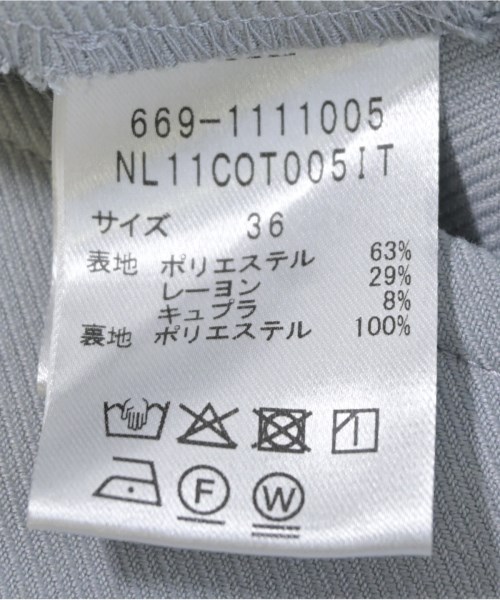 669-1111005
NL11COT005IT
サイズ 36
表地 ポリエステル 63%
レーヨン 29%
キュプラ 8%
裏地 ポリエステル 100%
F W